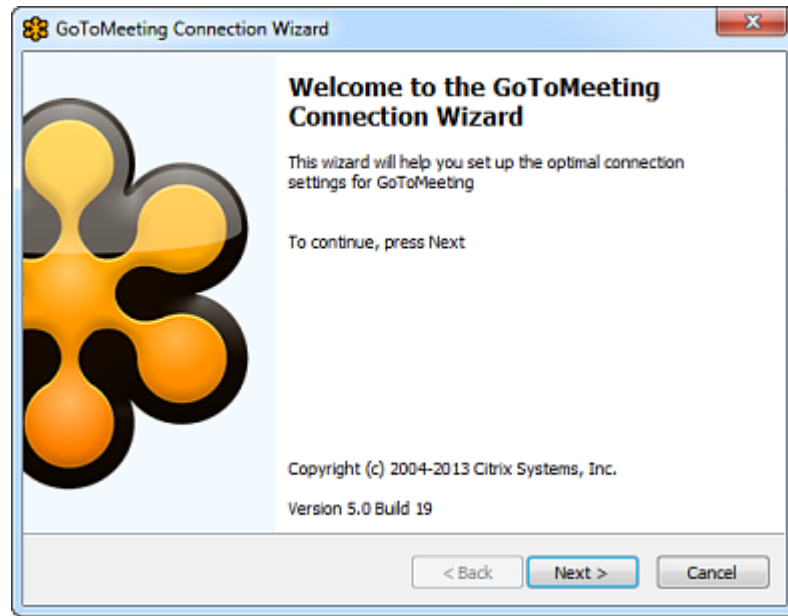 GoToMeeting Connection Wizard
Welcome to the GoToMeeting
Connection Wizard
This wizard will help you set up the optimal connection
settings for GoToMeeting
To continue, press Next
Copyright (c) 2004-2013 Citrix Systems, Inc.
Version 5.0 Build 19
< Back Next > Cancel